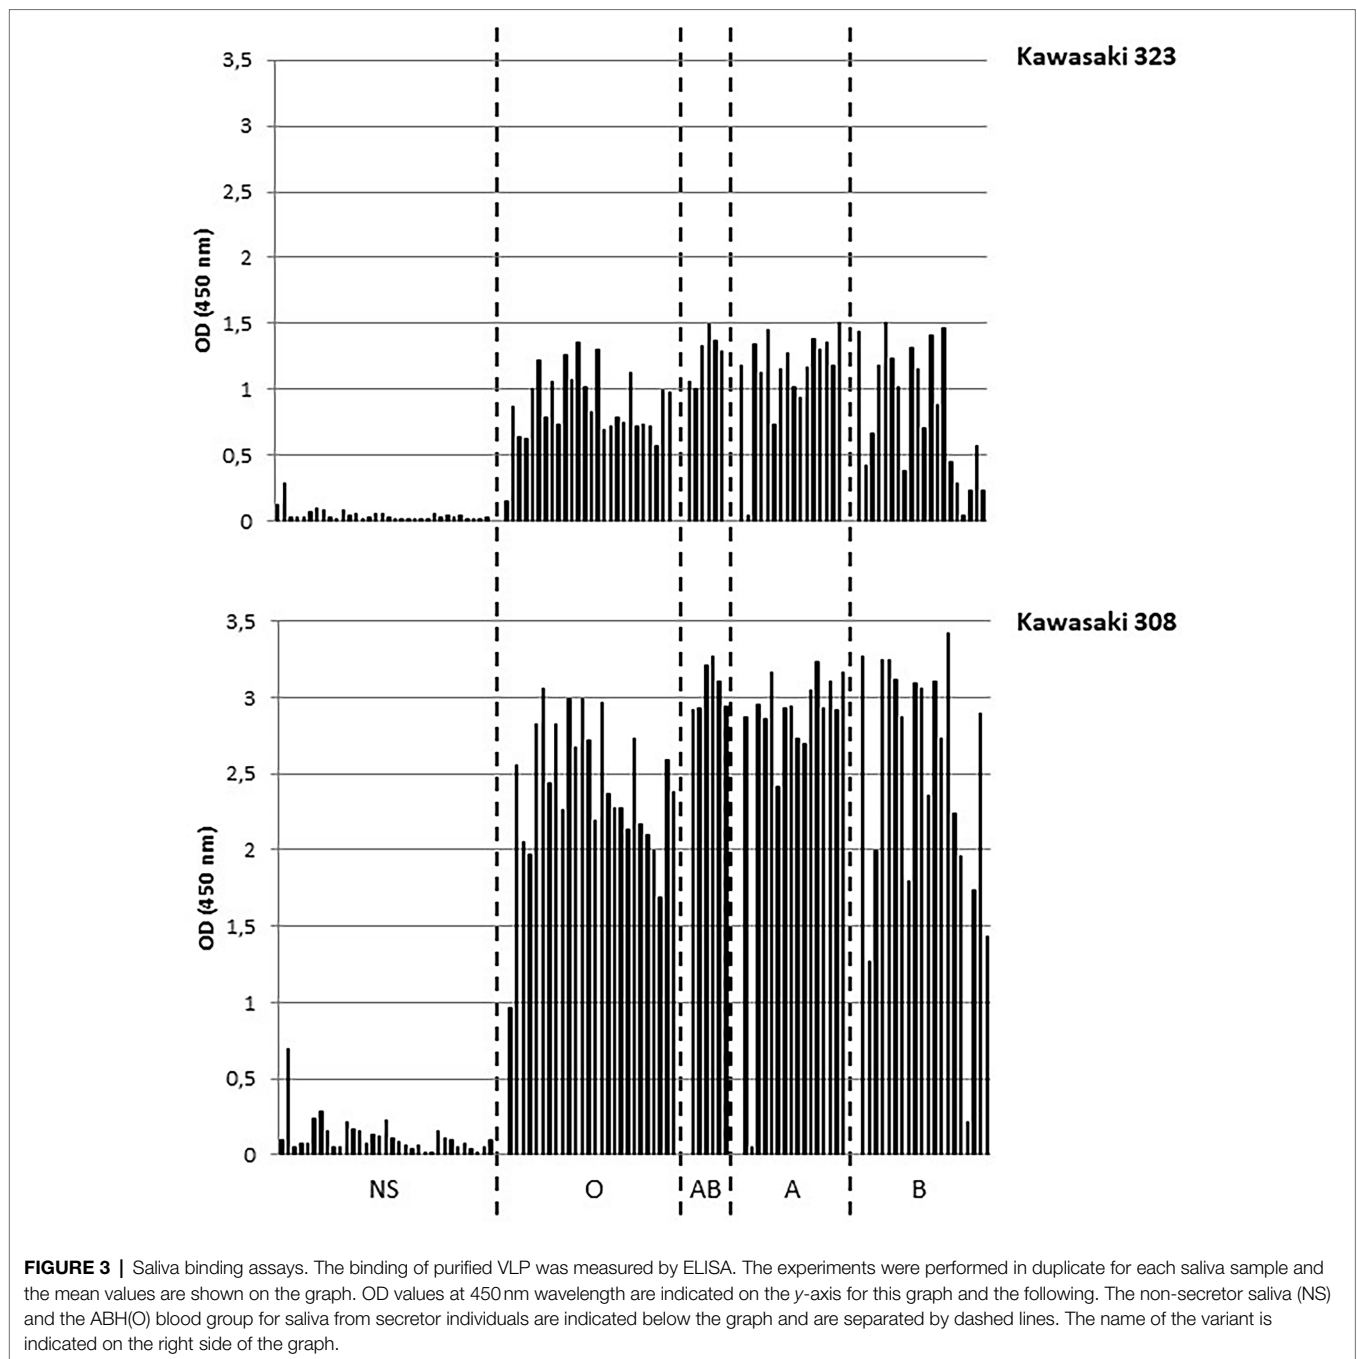 Kawasaki 323
3,5
3
2,5
2
1,5
1
0,5
0
OD (450 nm)
Kawasaki 308
3,5
3
2,5
2
1,5
1
0,5
0
OD (450 nm)
NS O AB A B
FIGURE 3 | Saliva binding assays. The binding of purified VLP was measured by ELISA. The experiments were performed in duplicate for each saliva sample and
the mean values are shown on the graph. OD values at 450 nm wavelength are indicated on the y-axis for this graph and the following. The non-secretor saliva (NS)
and the ABH(O) blood group for saliva from secretor individuals are indicated below the graph and are separated by dashed lines. The name of the variant is
indicated on the right side of the graph.